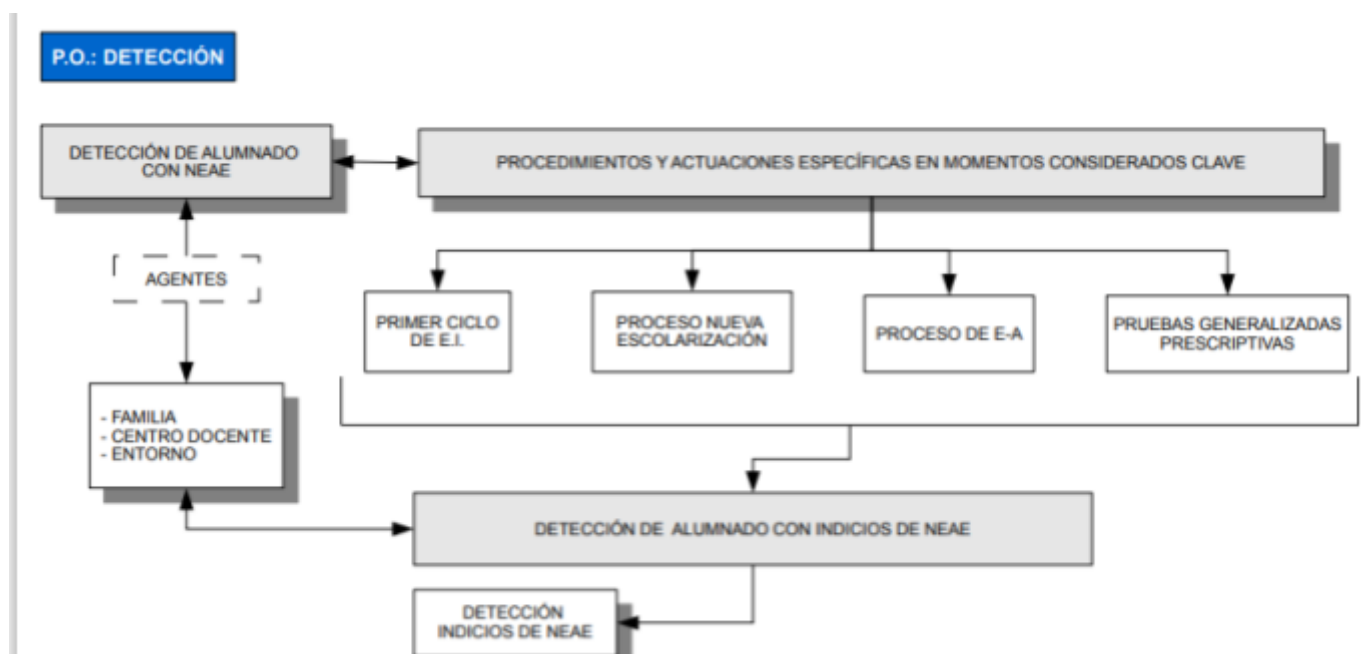 P.O.: DETECCIÓN
DETECCIÓN DE ALUMNADO
CON NEAE
PROCEDIMIENTOS Y ACTUACIONES ESPECÍFICAS EN MOMENTOS CONSIDERADOS CLAVE
AGENTES
PRIMER CICLO
DE E.I.
PROCESO NUEVA
ESCOLARIZACIÓN
PROCESO DE E-A
PRUEBAS GENERALIZADAS
PRESCRIPTIVAS
- FAMILIA
- CENTRO DOCENTE
- ENTORNO
DETECCIÓN DE ALUMNADO CON INDICIOS DE NEAE
DETECCIÓN
INDICIOS DE NEAE